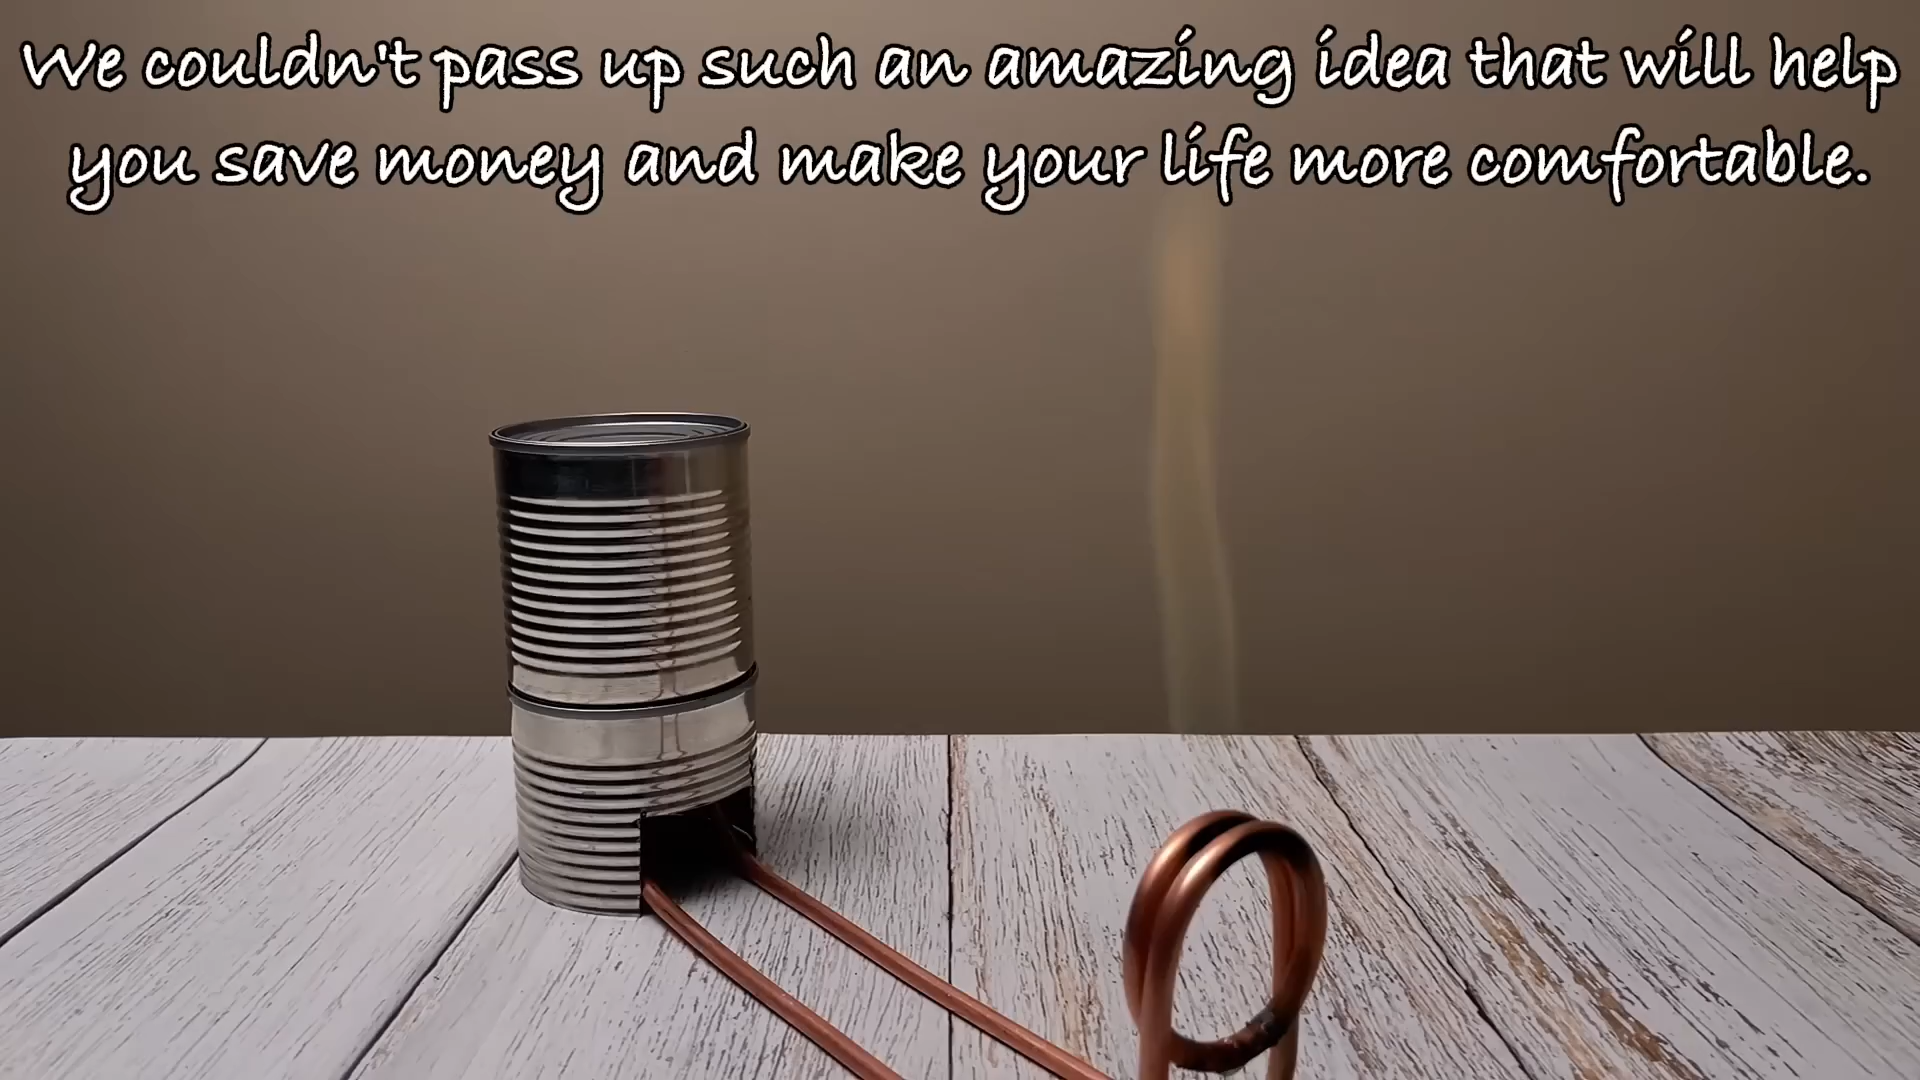 We couldn't pass up such an amazing idea that will help
you save money and make your life more comfortable.